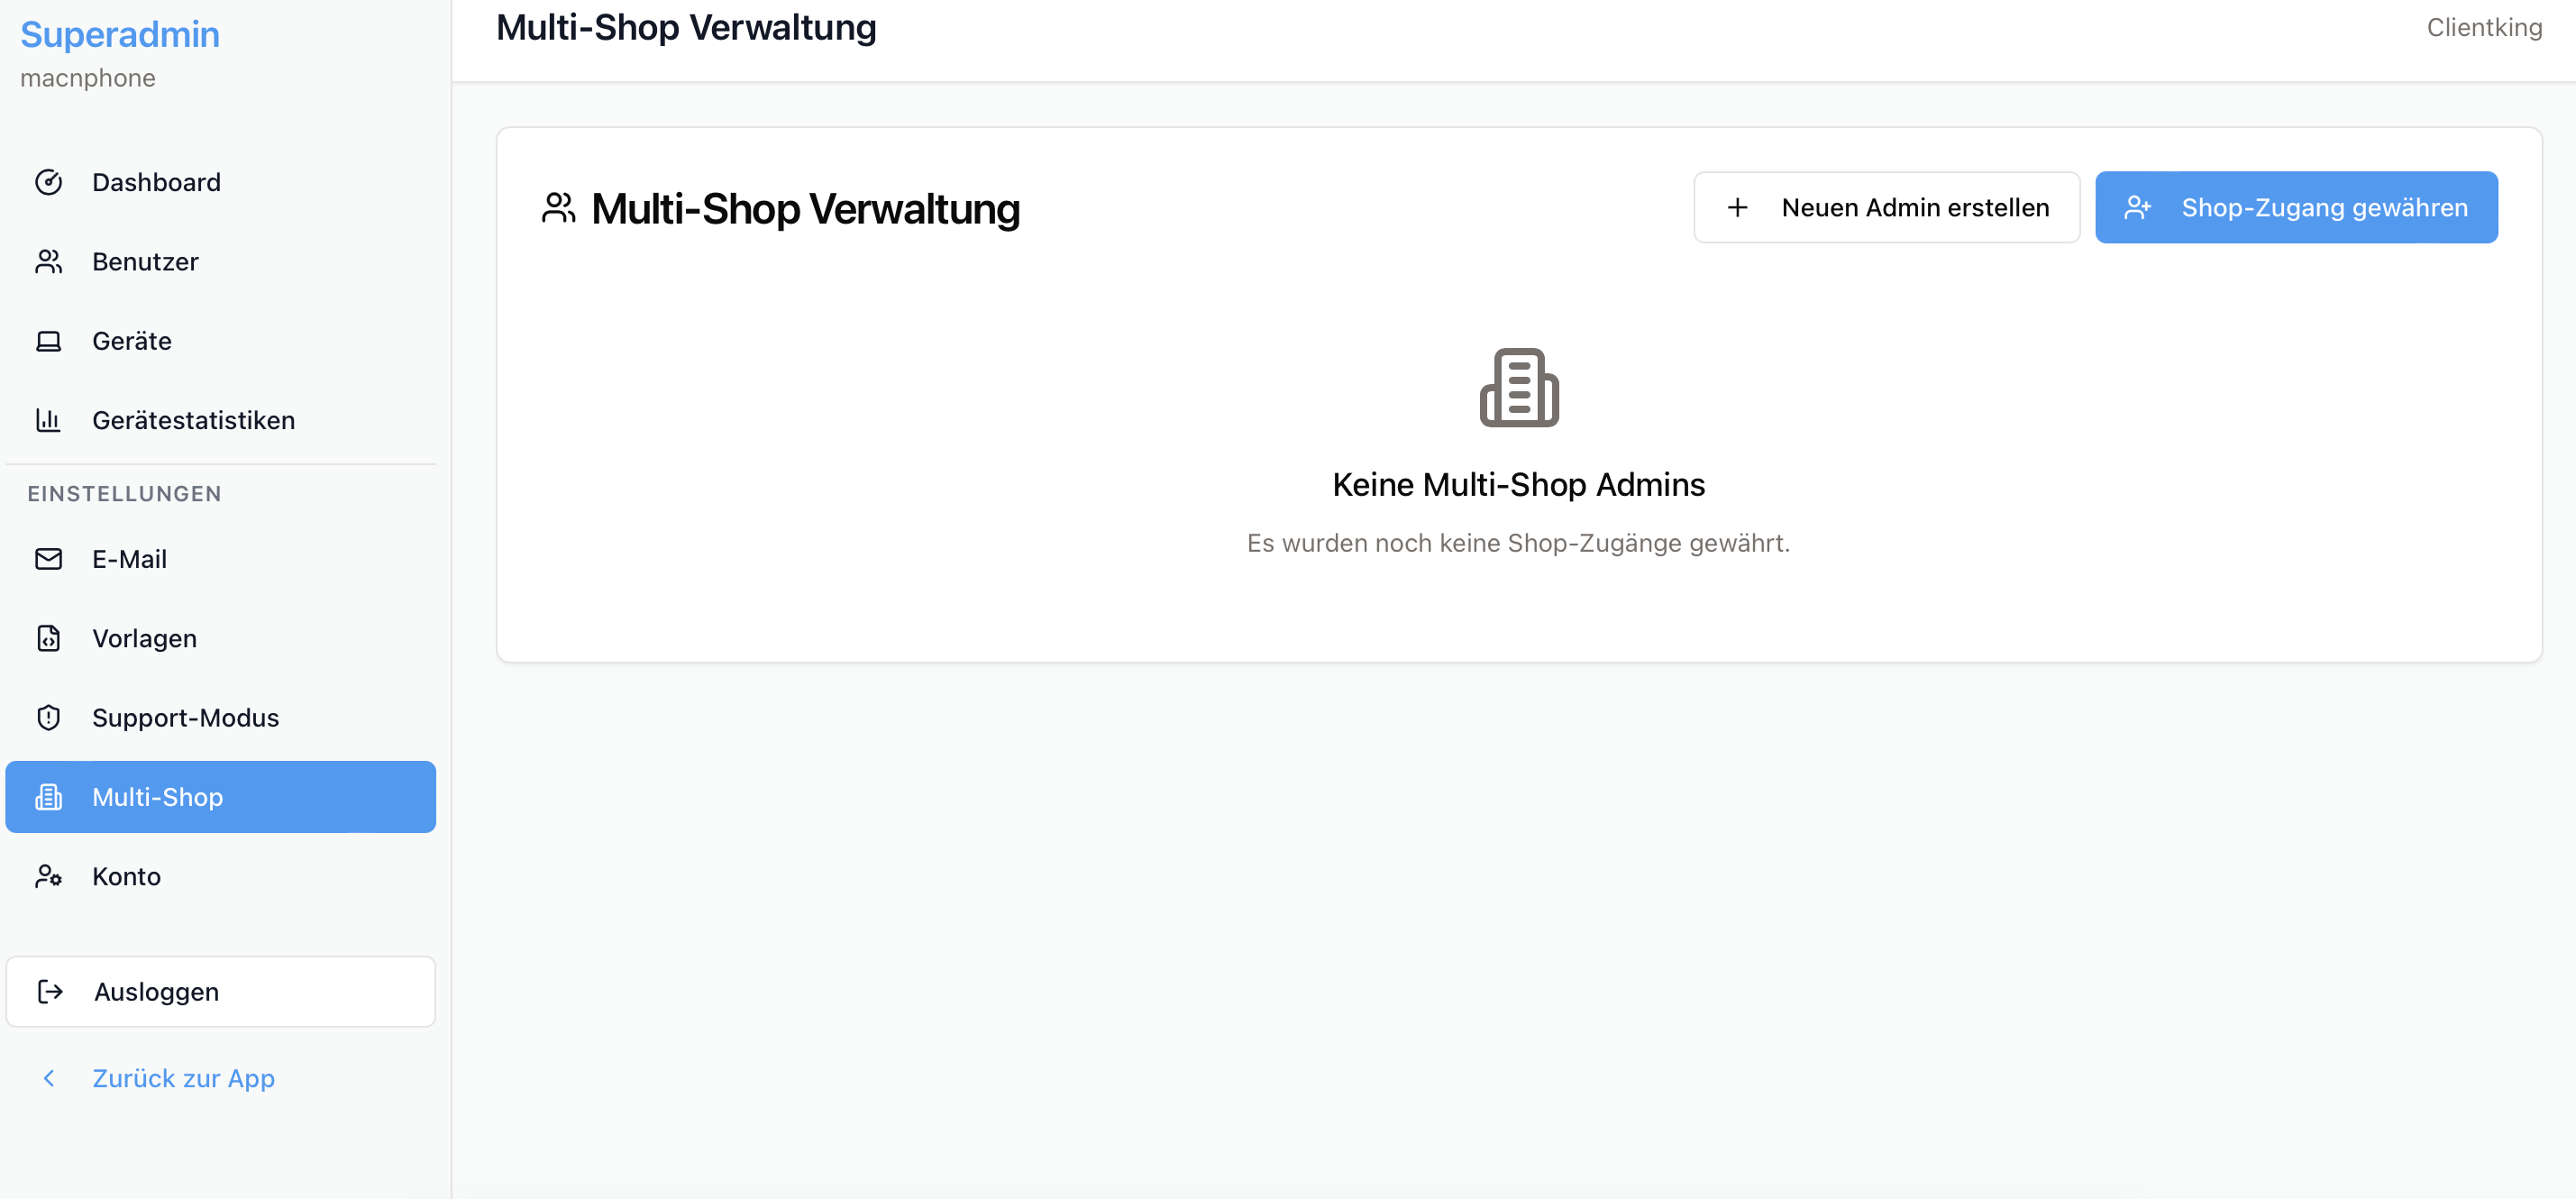 Superadmin
macnphone
Dashboard
Benutzer
Geräte
Gerätestatistiken
EINSTELLUNGEN
E-Mail
Vorlagen
Support-Modus
Multi-Shop
Konto
Ausloggen
Zurück zur App
Multi-Shop Verwaltung
Clientking
Multi-Shop Verwaltung
Neuen Admin erstellen
Shop-Zugang gewähren
Keine Multi-Shop Admins
Es wurden noch keine Shop-Zugänge gewährt.